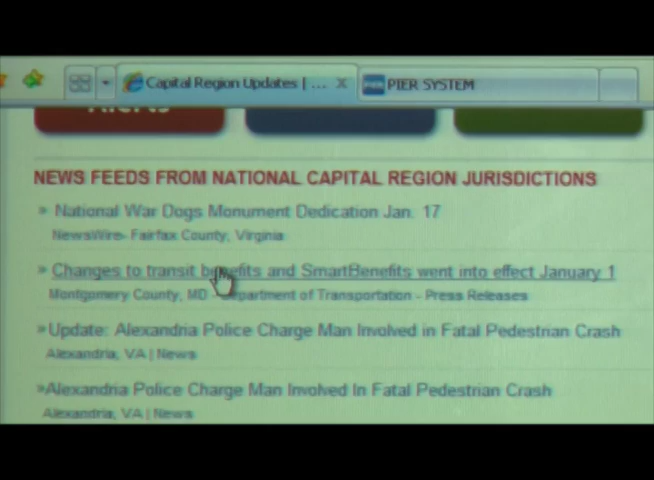 Capital Region Updates | ... x PIER PIER SYSTEM
NEWS FEEDS FROM NATIONAL CAPITAL REGION JURISDICTIONS
» National War Dogs Monument Dedication Jan. 17
NewsWire- Fairfax County, Virginia
» Changes to transit benefits and SmartBenefits went into effect January 1
Montgomery County, MD - Department of Transportation - Press Releases
»Update: Alexandria Police Charge Man Involved in Fatal Pedestrian Crash
Alexandria, VA | News
»Alexandria Police Charge Man Involved In Fatal Pedestrian Crash
Alexandria, VA | News